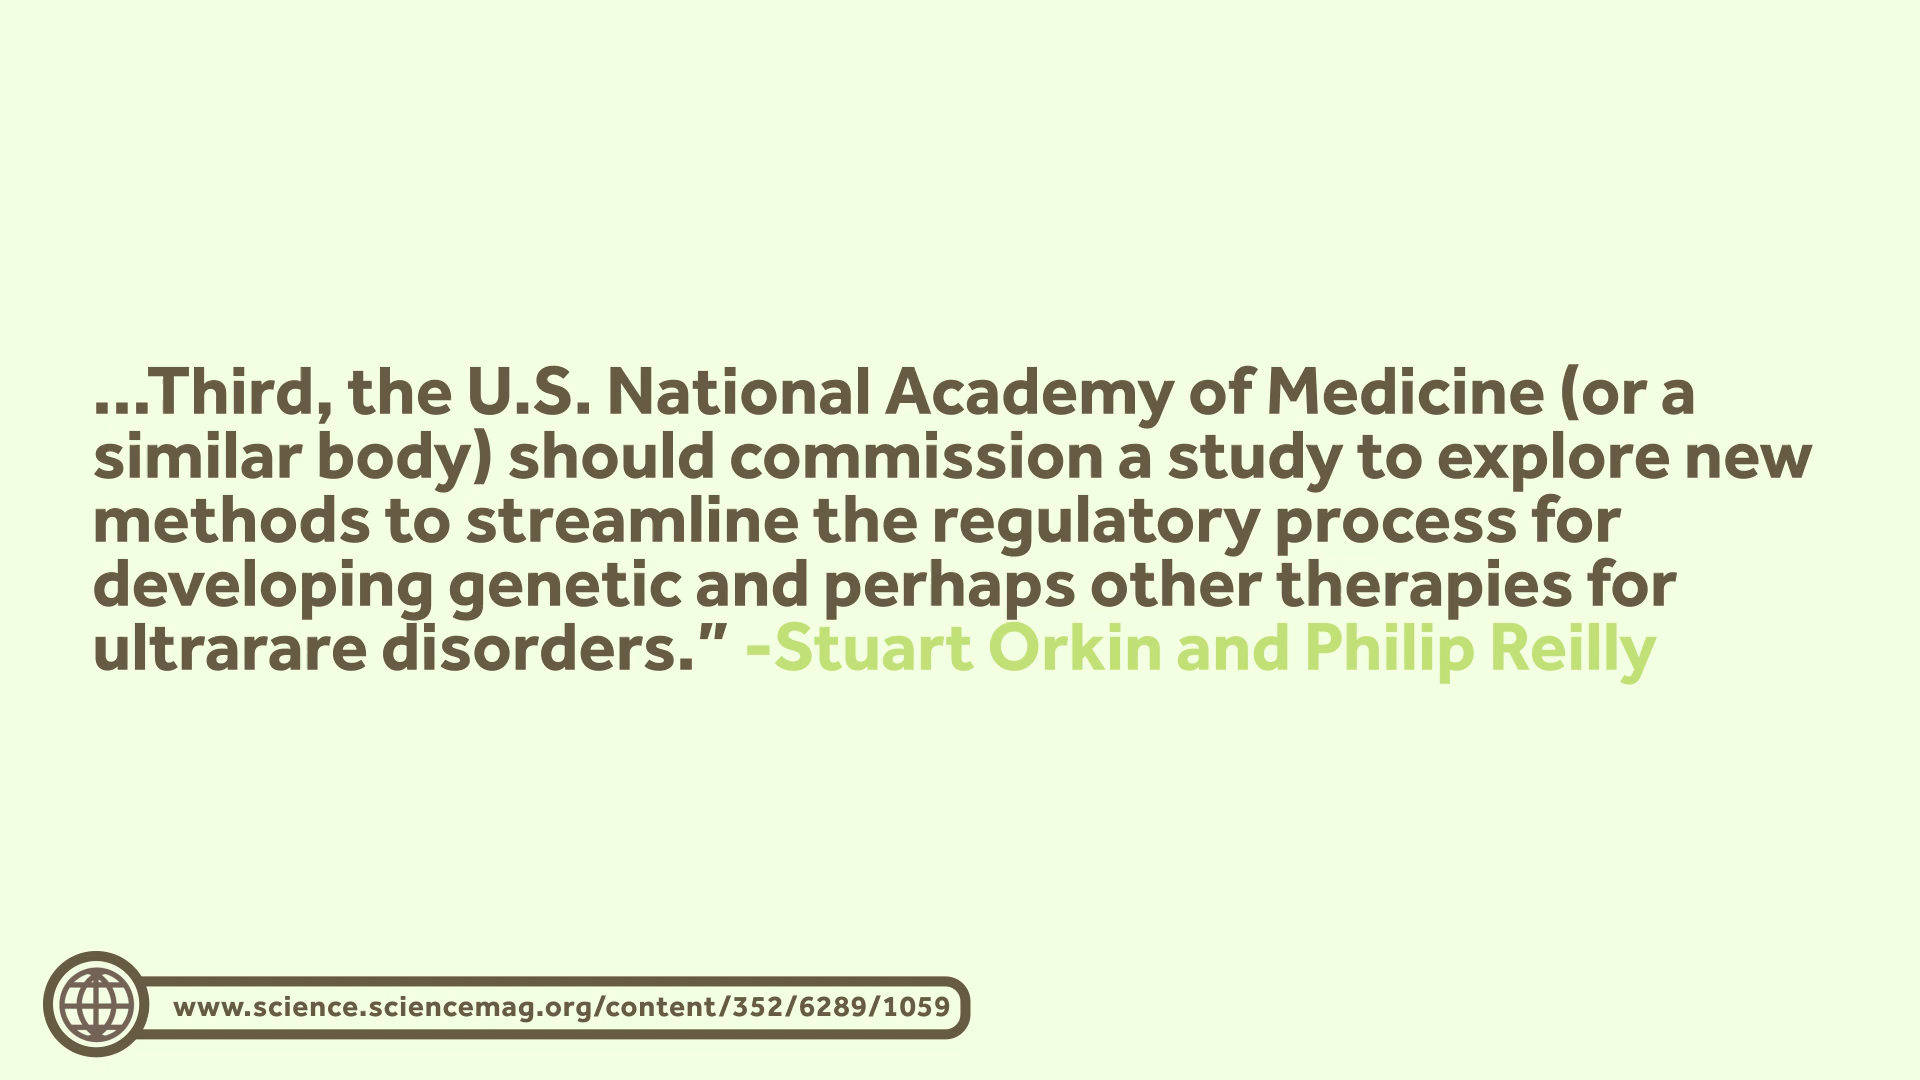 ...Third, the U.S. National Academy of Medicine (or a
similar body) should commission a study to explore new
methods to streamline the regulatory process for
developing genetic and perhaps other therapies for
ultrarare disorders.” -Stuart Orkin and Philip Reilly
www.science.sciencemag.org/content/352/6289/1059